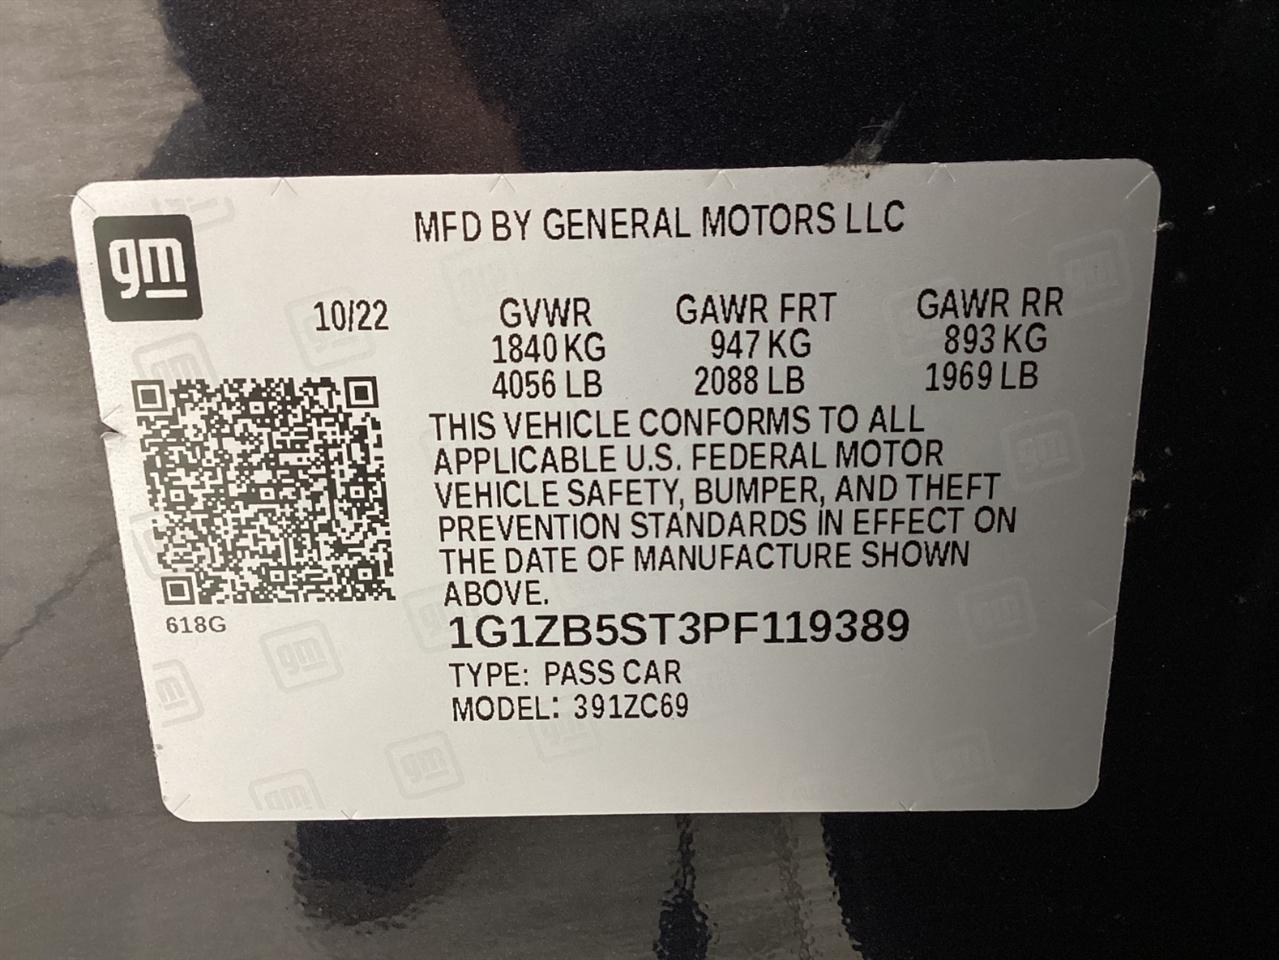 gm
MFD BY GENERAL MOTORS LLC
10/22 GVWR GAWR FRT GAWR RR
1840 KG 947 KG 893 KG
4056 LB 2088 LB 1969 LB
THIS VEHICLE CONFORMS TO ALL
APPLICABLE U.S. FEDERAL MOTOR
VEHICLE SAFETY, BUMPER, AND THEFT
PREVENTION STANDARDS IN EFFECT ON
THE DATE OF MANUFACTURE SHOWN
ABOVE.
618G
1G1ZB5ST3PF119389
TYPE: PASS CAR
MODEL: 391ZC69